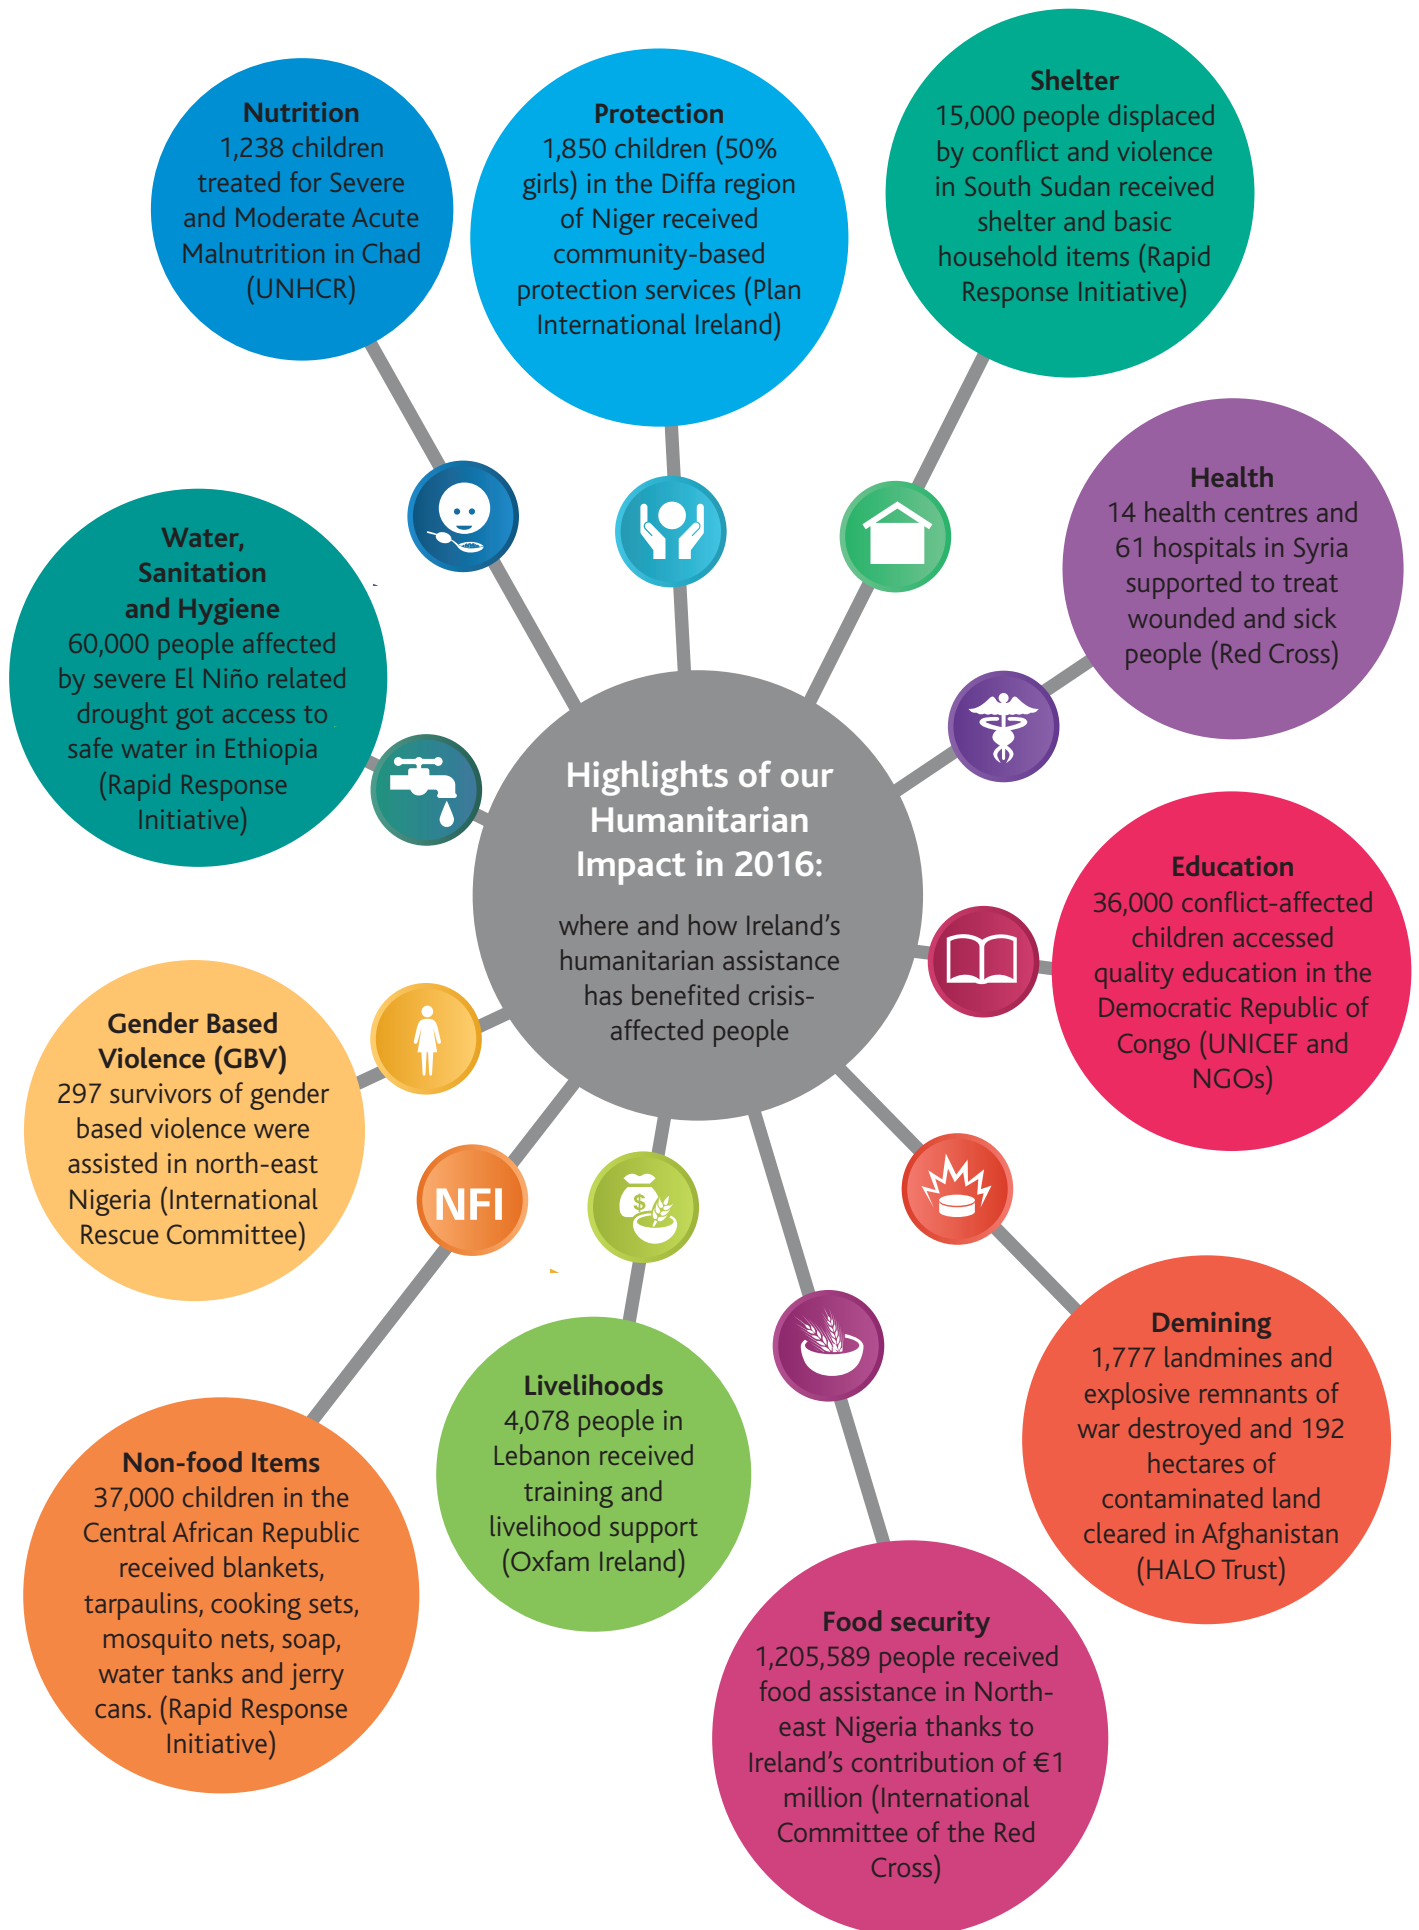 Nutrition
1,238 children
treated for Severe
and Moderate Acute
Malnutrition in Chad
(UNHCR)
Protection
1,850 children (50%
girls) in the Diffa region
of Niger received
community-based
protection services (Plan
International Ireland)
Shelter
15,000 people displaced
by conflict and violence
in South Sudan received
shelter and basic
household items (Rapid
Response Initiative)
Health
14 health centres and
61 hospitals in Syria
supported to treat
wounded and sick
people (Red Cross)
Water,
Sanitation
and Hygiene
60,000 people affected
by severe El Niño related
drought got access to
safe water in Ethiopia
(Rapid Response
Initiative)
Highlights of our
Humanitarian
Impact in 2016:
where and how Ireland's
humanitarian assistance
has benefited crisis-
affected people
Education
36,000 conflict-affected
children accessed
quality education in the
Democratic Republic of
Congo (UNICEF and
NGOs)
Gender Based
Violence (GBV)
297 survivors of gender
based violence were
assisted in north-east
Nigeria (International
Rescue Committee)
NFI
$
Demining
1,777 landmines and
explosive remnants of
war destroyed and 192
hectares of
contaminated land
cleared in Afghanistan
(HALO Trust)
Livelihoods
4,078 people in
Lebanon received
training and
livelihood support
(Oxfam Ireland)
Non-food Items
37,000 children in the
Central African Republic
received blankets,
tarpaulins, cooking sets,
mosquito nets, soap,
water tanks and jerry
cans. (Rapid Response
Initiative)
Food security
1,205,589 people received
food assistance in North-
east Nigeria thanks to
Ireland's contribution of €1
million (International
Committee of the Red
Cross)